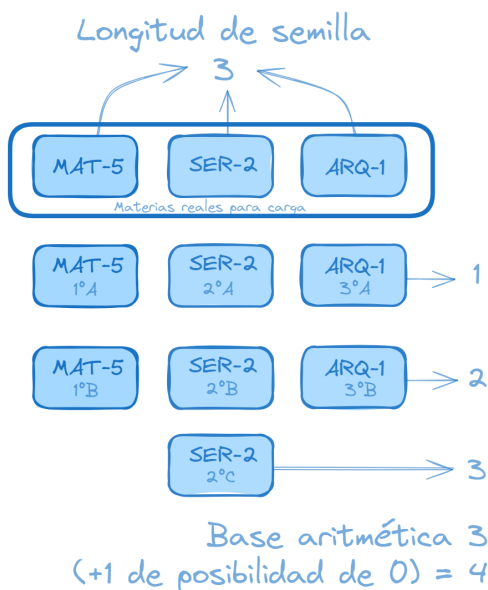 Longitud de semilla
3
MAT-5 SER-2 ARQ-1
Materias reales para carga
MAT-5 SER-2 ARQ-1
1°A 2°A 3°A 1
MAT-5 SER-2 ARQ-1
1°B 2°B 3°B 2
SER-2
2°C 3
Base aritmética 3
(+1 de posibilidad de 0) = 4